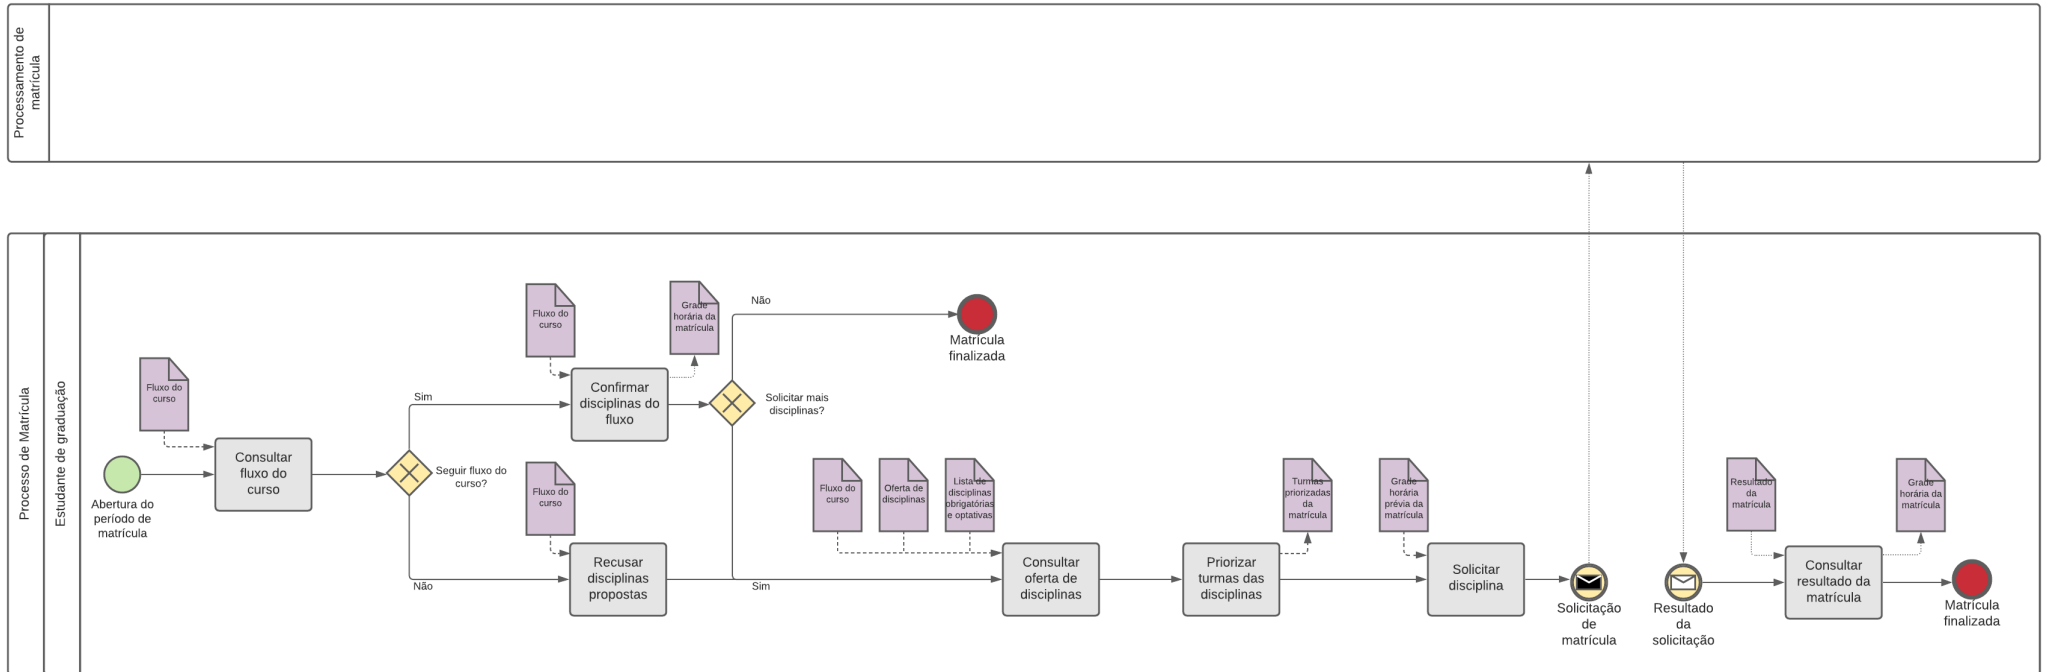 Processamento de
matrícula
Processo de Matrícula
Estudante de graduação
Abertura do
período de
matrícula
Fluxo do
curso
Consultar
fluxo do
curso
Seguir fluxo do
curso?
Sim
Não
Fluxo do
curso
Confirmar
disciplinas do
fluxo
Grade
horária da
matrícula
Fluxo do
curso
Recusar
disciplinas
propostas
Solicitar mais
disciplinas?
Não
Matrícula
finalizada
Sim
Fluxo do
curso
Oferta de
disciplinas
Lista de
disciplinas
obrigatórias
e optativas
Consultar
oferta de
disciplinas
Priorizar
turmas das
disciplinas
Turmas
priorizadas
da
matrícula
Grade
horária
prévia da
matrícula
Solicitar
disciplina
Solicitação
de
matrícula
Resultado
da
solicitação
Resultado
da
matrícula
Consultar
resultado da
matrícula
Grade
horária da
matrícula
Matrícula
finalizada